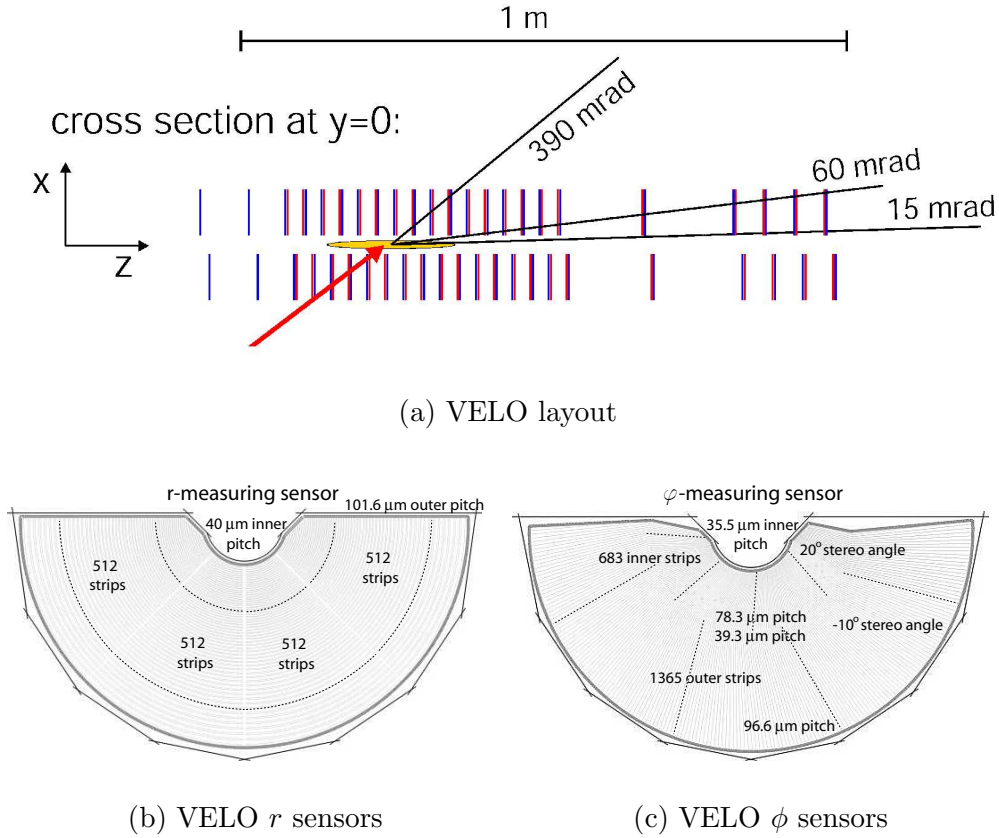 1 m
390 mrad
cross section at y=0:
60 mrad
15 mrad
X
Z
(a) VELO layout
r-measuring sensor
101.6 μm outer pitch
40 μm inner
pitch
512
strips
512
strips
512
strips
512
strips
φ-measuring sensor
35.5 μm inner
pitch
20° stereo angle
683 inner strips
78.3 μm pitch
39.3 μm pitch
-10° stereo angle
1365 outer strips
96.6 μm pitch
(b) VELO r sensors
(c) VELO ϕ sensors